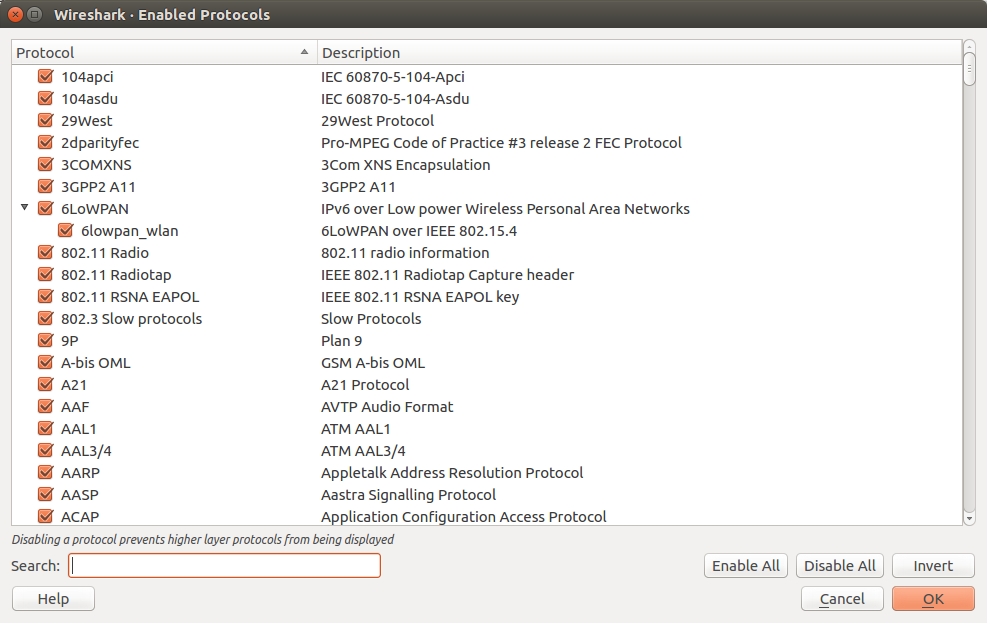 Wireshark · Enabled Protocols
Protocol Description
104apci IEC 60870-5-104-Apci
104asdu IEC 60870-5-104-Asdu
29West 29West Protocol
2dparityfec Pro-MPEG Code of Practice #3 release 2 FEC Protocol
3COMXNS 3Com XNS Encapsulation
3GPP2 A11 3GPP2 A11
6LoWPAN IPv6 over Low power Wireless Personal Area Networks
6lowpan_wlan 6LoWPAN over IEEE 802.15.4
802.11 Radio 802.11 radio information
802.11 Radiotap IEEE 802.11 Radiotap Capture header
802.11 RSNA EAPOL IEEE 802.11 RSNA EAPOL key
802.3 Slow protocols Slow Protocols
9P Plan 9
A-bis OML GSM A-bis OML
A21 A21 Protocol
AAF AVTP Audio Format
AAL1 ATM AAL1
AAL3/4 ATM AAL3/4
AARP Appletalk Address Resolution Protocol
AASP Aastra Signalling Protocol
ACAP Application Configuration Access Protocol
Disabling a protocol prevents higher layer protocols from being displayed
Search: Enable All Disable All Invert
Help Cancel OK